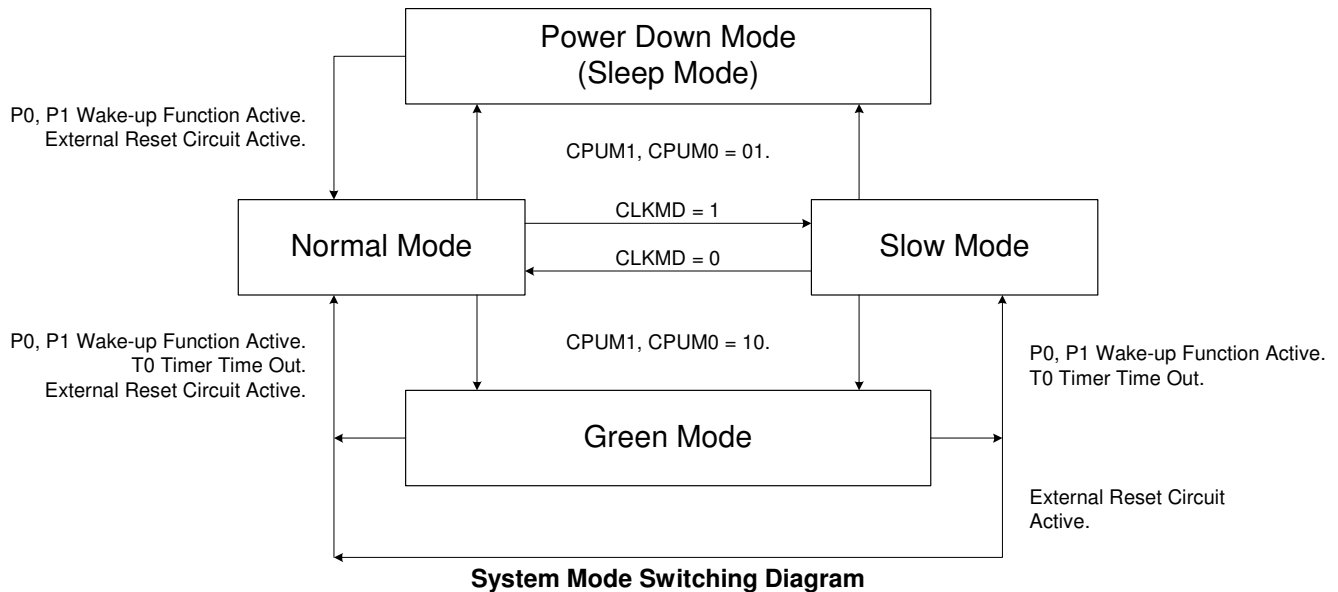 Power Down Mode
(Sleep Mode)
P0, P1 Wake-up Function Active.
External Reset Circuit Active.
CPUM1, CPUM0 = 01.
CLKMD = 1
Normal Mode
Slow Mode
CLKMD = 0
P0, P1 Wake-up Function Active.
T0 Timer Time Out.
External Reset Circuit Active.
CPUM1, CPUM0 = 10.
P0, P1 Wake-up Function Active.
T0 Timer Time Out.
Green Mode
External Reset Circuit
Active.
System Mode Switching Diagram